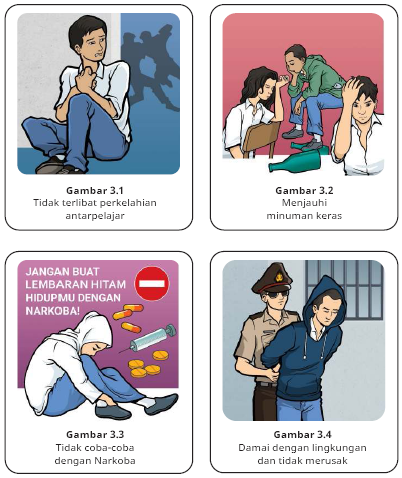 Gambar 3.1
Tidak terlibat perkelahian
antarpelajar
Gambar 3.2
Menjauhi
minuman keras
JANGAN BUAT
LEMBARAN HITAM
HIDUPMU DENGAN
NARKOBA!
Gambar 3.3
Tidak coba-coba
dengan Narkoba
Gambar 3.4
Damai dengan lingkungan
dan tidak merusak